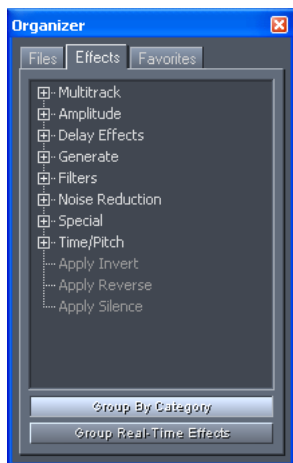 Organizer
Files Effects Favorites
Multitrack
Amplitude
Delay Effects
Generate
Filters
Noise Reduction
Special
Time/Pitch
Apply Invert
Apply Reverse
Apply Silence
Group By Category
Group Real-Time Effects